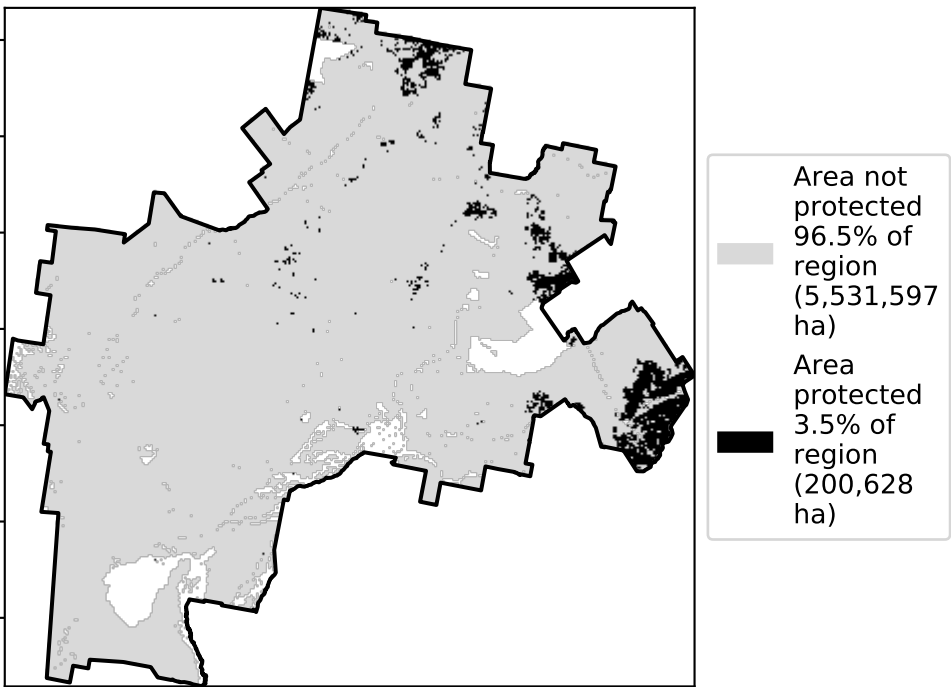 Area not
protected
96.5% of
region
(5,531,597
ha)
Area
protected
3.5% of
region
(200,628
ha)